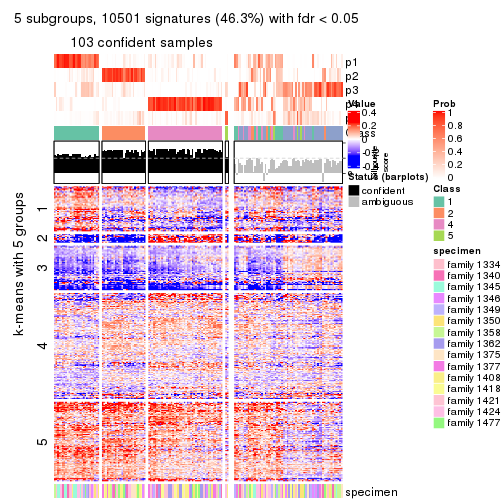 5 subgroups, 10501 signatures (46.3%) with fdr < 0.05
103 confident samples
p1
p2
p3
Value
0.4
0.2
Silhouette
score
Status (barplots)
confident
ambiguous
Prob
1
0.8
0.6
0.4
0.2
0
Class
1
2
4
5
specimen
family 1334
family 1340
family 1345
family 1346
family 1349
family 1350
family 1358
family 1362
family 1375
family 1377
family 1408
family 1418
family 1421
family 1424
family 1477
k-means with 5 groups
1
2
3
4
5
specimen